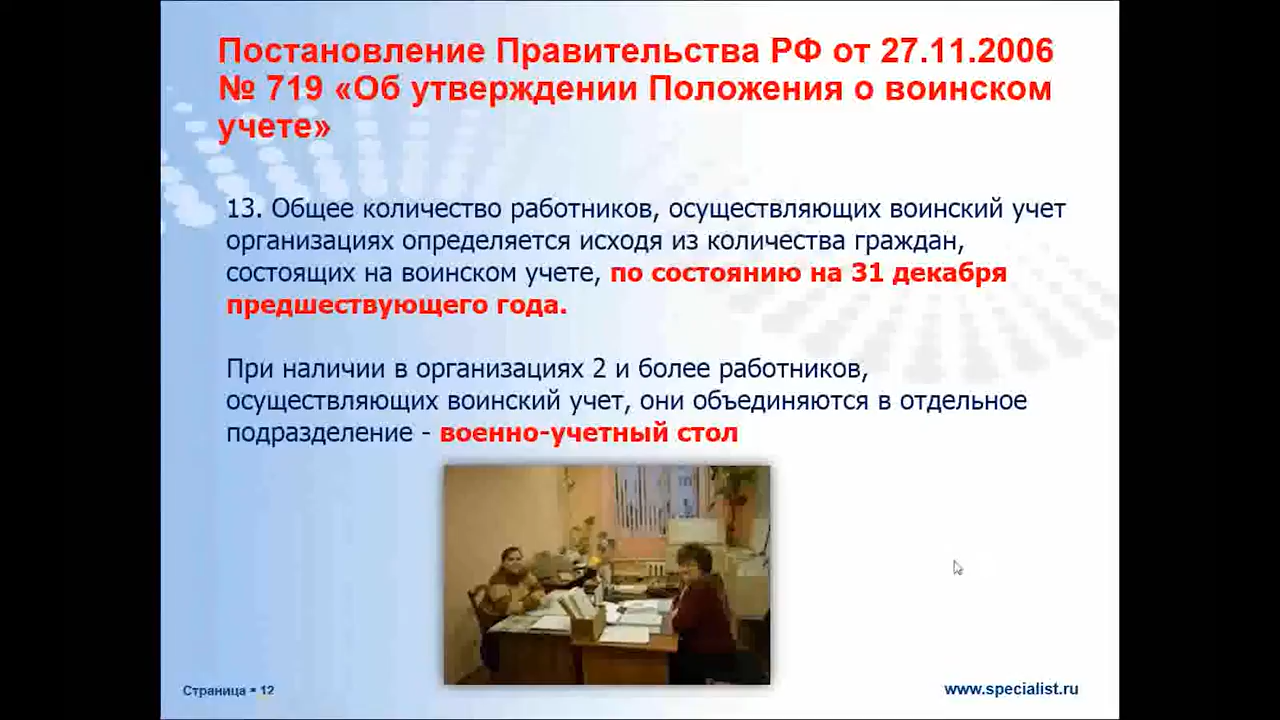 Постановление Правительства РФ от 27.11.2006
№ 719 «Об утверждении Положения о воинском
учете»
13. Общее количество работников, осуществляющих воинский учет
организациях определяется исходя из количества граждан,
состоящих на воинском учете, по состоянию на 31 декабря
предшествующего года.
При наличии в организациях 2 и более работников,
осуществляющих воинский учет, они объединяются в отдельное
подразделение - военно-учетный стол
Страница ▪ 12
www.specialist.ru